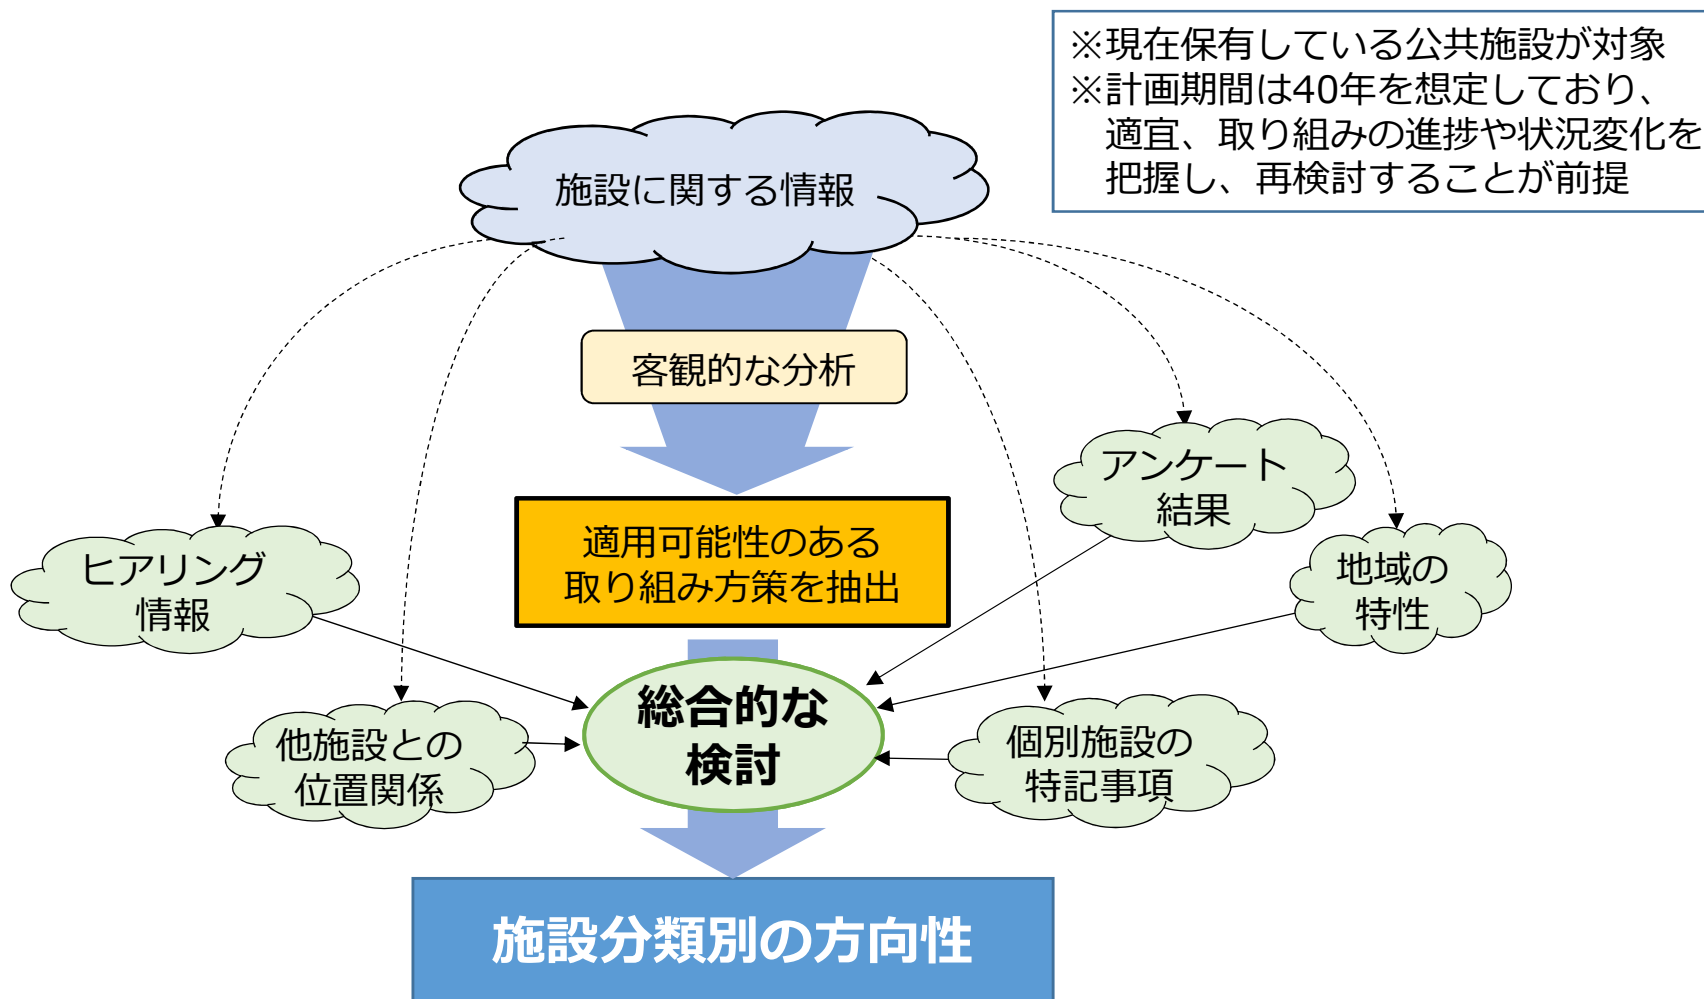 ※現在保有している公共施設が対象
※計画期間は40年を想定しており、
適宜、取り組みの進捗や状況変化を
把握し、再検討することが前提
施設に関する情報
客観的な分析
適用可能性のある
取り組み方策を抽出
アンケート
結果
ヒアリング
情報
地域の
特性
総合的な
検討
他施設との
位置関係
個別施設の
特記事項
施設分類別の方向性